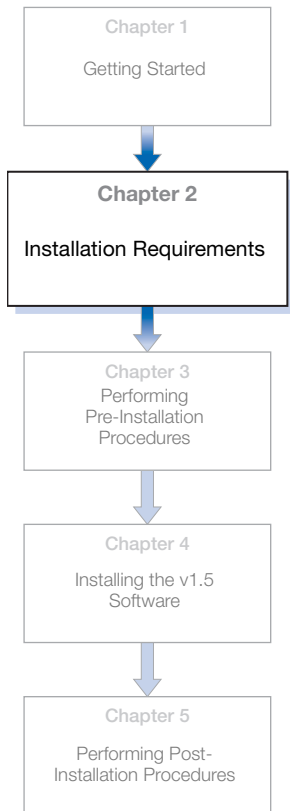 Chapter 1
Getting Started
Chapter 2
Installation Requirements
Chapter 3
Performing
Pre-Installation
Procedures
Chapter 4
Installing the v1.5
Software
Chapter 5
Performing Post-
Installation Procedures